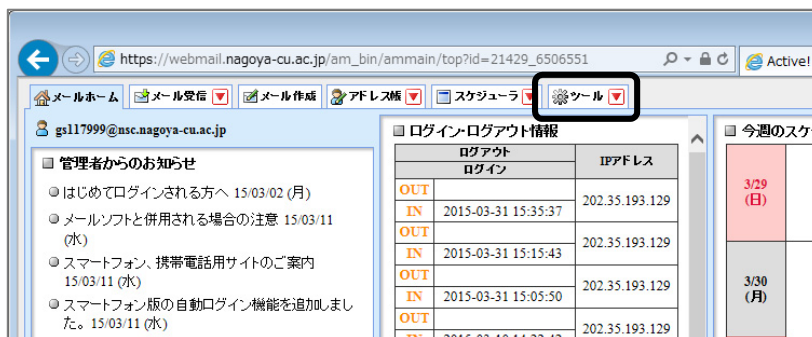 https://webmail.nagoya-cu.ac.jp/am_bin/ammain/top?id=21429_6506551
Active!
メールホーム メール受信 メール作成 アドレス帳 スケジューラ ツール
gs117999@nsc.nagoya-cu.ac.jp
管理者からのお知らせ
はじめてログインされる方へ 15/03/02 (月)
メールソフトと併用される場合の注意 15/03/11
(水)
スマートフォン、携帯電話用サイトのご案内
15/03/11 (水)
スマートフォン版の自動ログイン機能を追加しまし
た。15/03/11 (水)
ログイン・ログアウト情報
ログアウト
ログイン
IPアドレス
OUT
IN 2015-03-31 15:35:37
202.35.193.129
OUT
IN 2015-03-31 15:15:43
202.35.193.129
OUT
IN 2015-03-31 15:05:50
202.35.193.129
OUT
202.35.193.129
今週のスケ
3/29
(日)
3/30
(月)